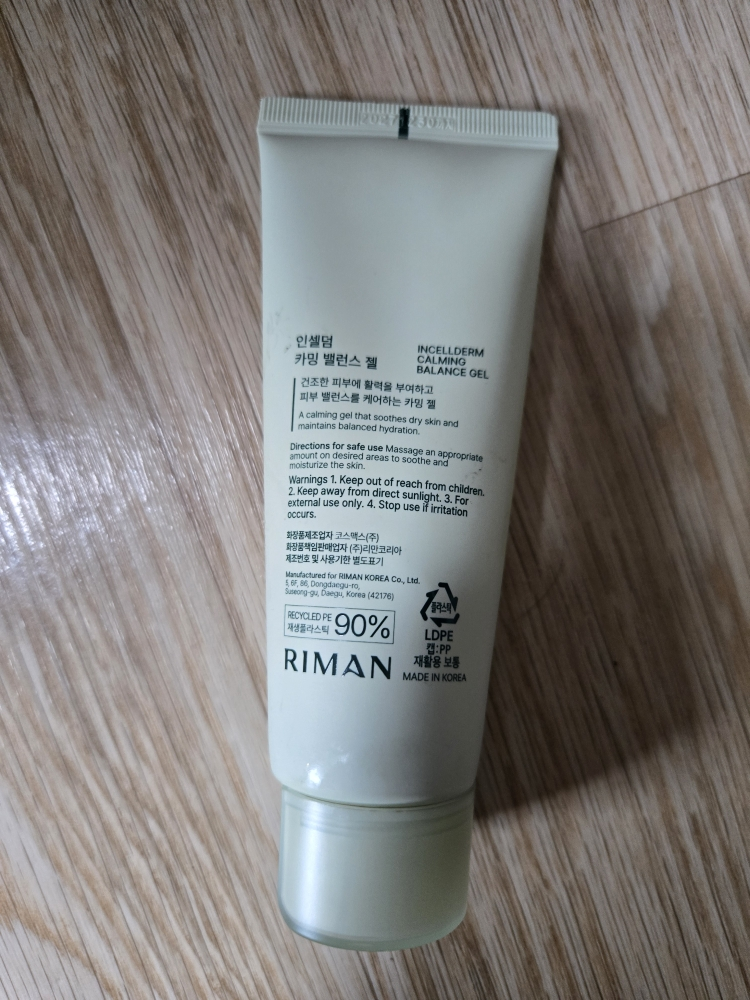 인셀덤
카밍 밸런스 젤
INCELLDERM
CALMING
BALANCE GEL
건조한 피부에 활력을 부여하고
피부 밸런스를 케어하는 카밍 젤
A calming gel that soothes dry skin and
maintains balanced hydration.
Directions for safe use Massage an appropriate
amount on desired areas to soothe and
moisturize the skin.
Warnings 1. Keep out of reach from children.
2. Keep away from direct sunlight. 3. For
external use only. 4. Stop use if irritation
occurs.
화장품제조업자 코스맥스(주)
화장품책임판매업자 (주)리만코리아
제조번호 및 사용기한 별도표기
Manufactured for RIMAN KOREA Co., Ltd.
5, 6F, 86, Dongdaegu-ro,
Suseong-gu, Daegu, Korea (42176)
RECYCLED PE
재생플라스틱
90%
플라스틱
LDPE
캡:PP
재활용 보통
RIMAN
MADE IN KOREA